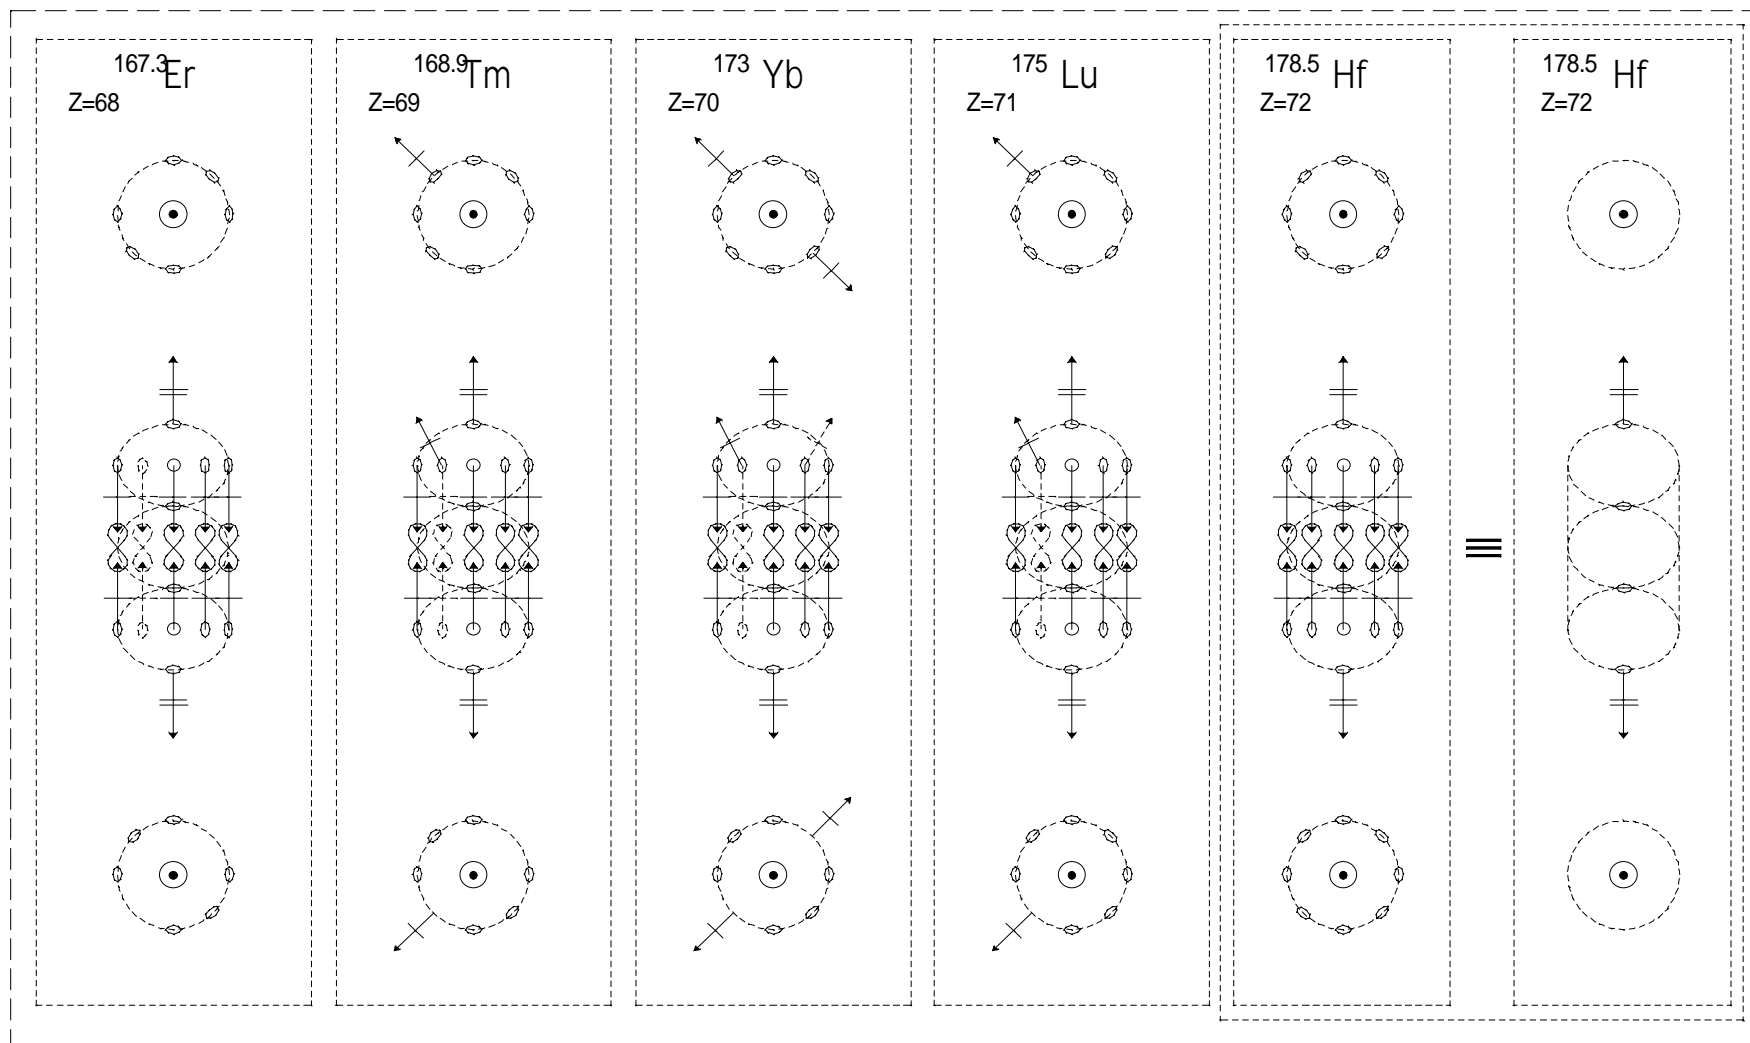 167.3Er
Z=68
168.9Tm
Z=69
173 Yb
Z=70
175 Lu
Z=71
178.5 Hf
Z=72
178.5 Hf
Z=72